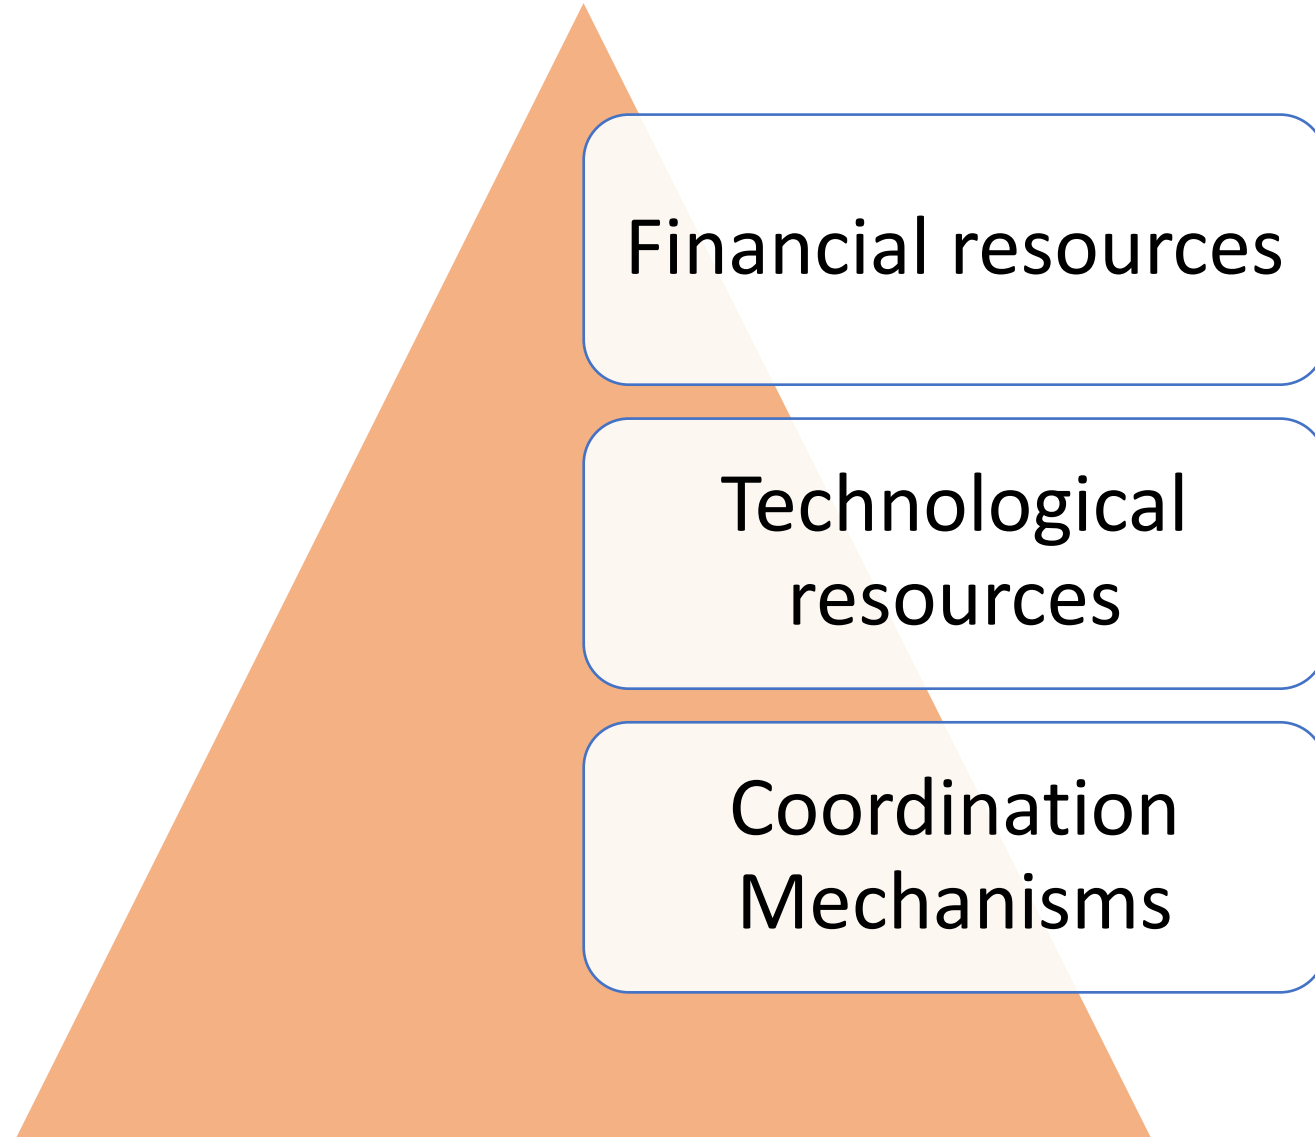 Financial resources
Technological
resources
Coordination
Mechanisms